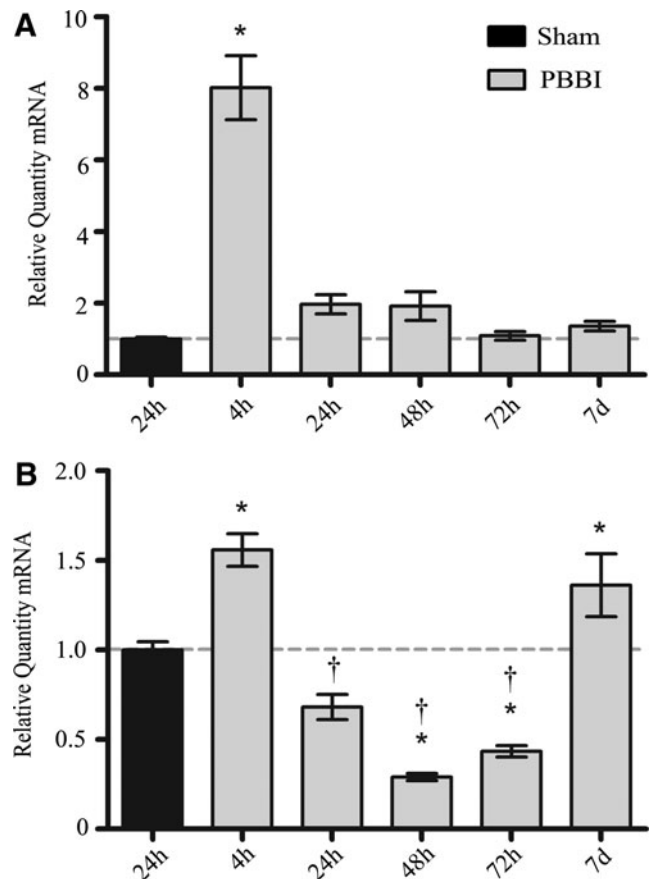 A
Relative Quantity mRNA
10
8
6
4
2
0
*
Sham
PBBI
24h
4h
24h
48h
72h
7d
B
Relative Quantity mRNA
2.0
1.5
1.0
0.5
0
*
†
†
*
†
*
*
24h
4h
24h
48h
72h
7d